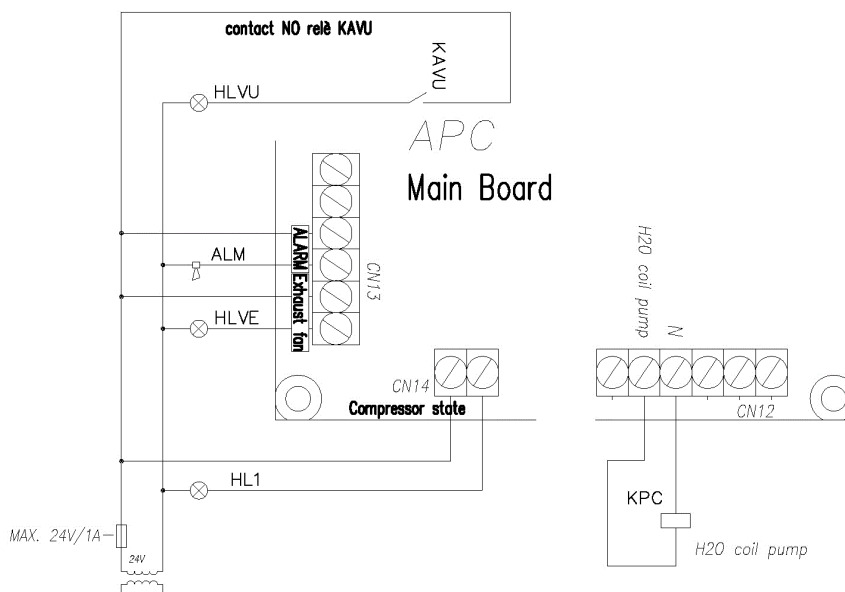 contact NO relè KAVU
KAVU
HLVU
APC
Main Board
ALARM
Exhaust fan
ALM
CN13
HLVE
H2O coil pump
N
CN14
Compressor state
CN12
HL1
KPC
MAX. 24V/1A
24V
H2O coil pump